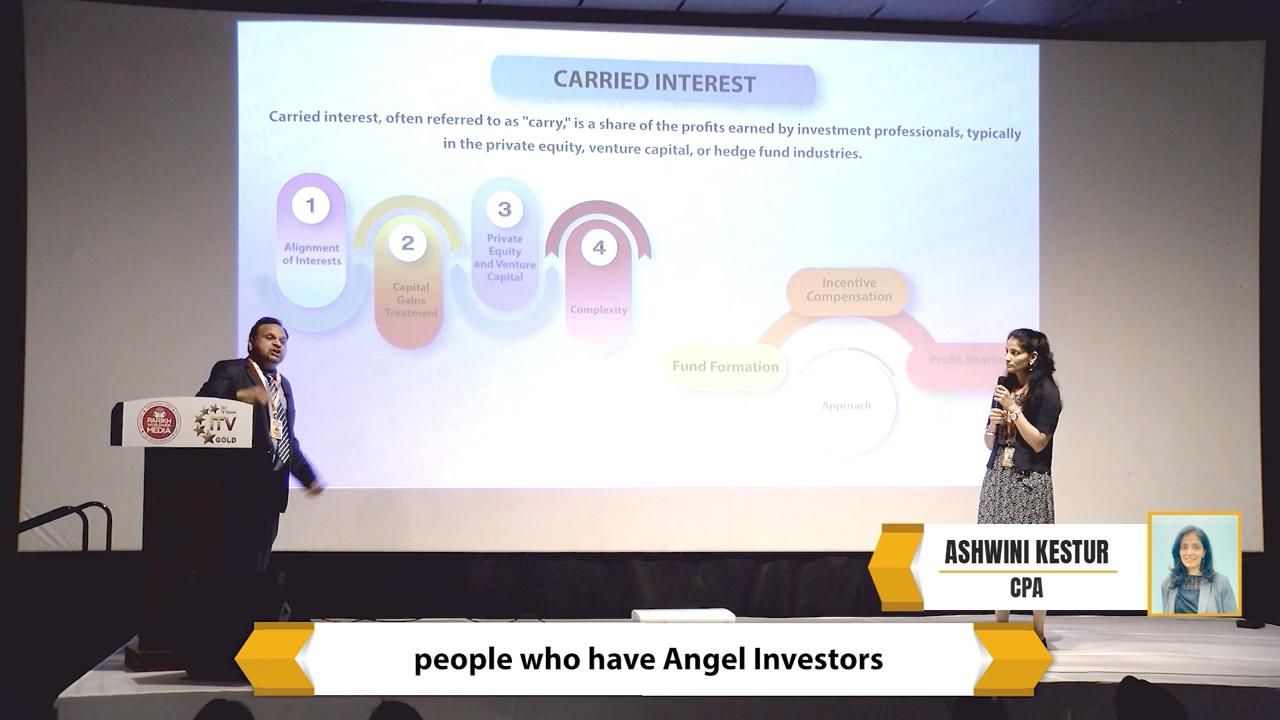 CARRIED INTEREST
Carried interest, often referred to as "carry," is a share of the profits earned by investment professionals, typically
in the private equity, venture capital, or hedge fund industries.
1
Alignment
of Interests
2
Capital
Gains
Treatment
3
Private
Equity
and Venture
Capital
4
Complexity
Incentive
Compensation
Fund Formation
Profit Sharin
Approach
PARIKH
MEDIA
ITV
GOLD
ASHWINI KESTUR
CPA
people who have Angel Investors